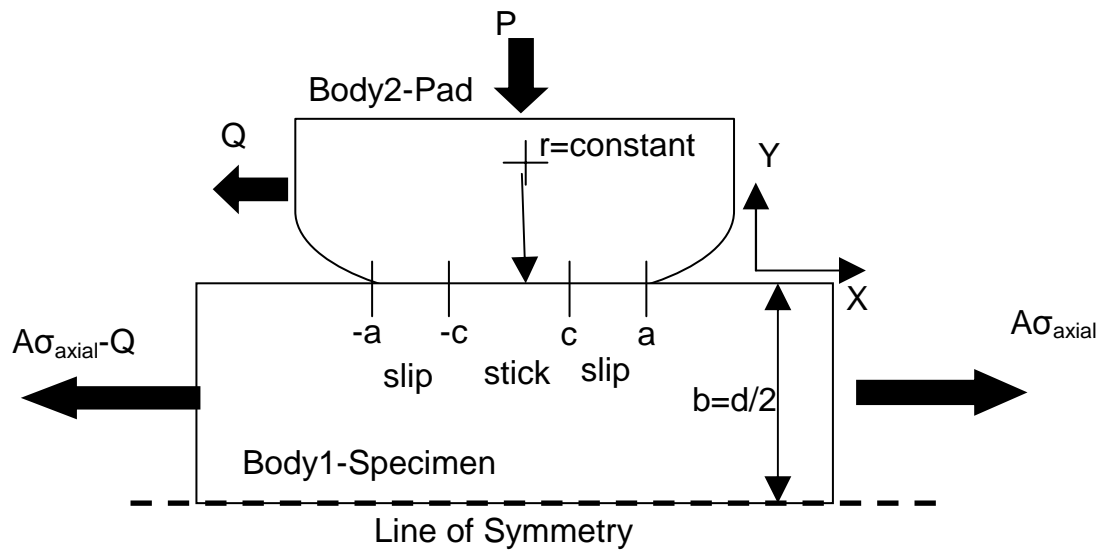 P
Body2-Pad
Q
r=constant
Y
X
-a
-c
c
a
Aσaxial-Q
Aσaxial
slip
stick
slip
b=d/2
Body1-Specimen
Line of Symmetry